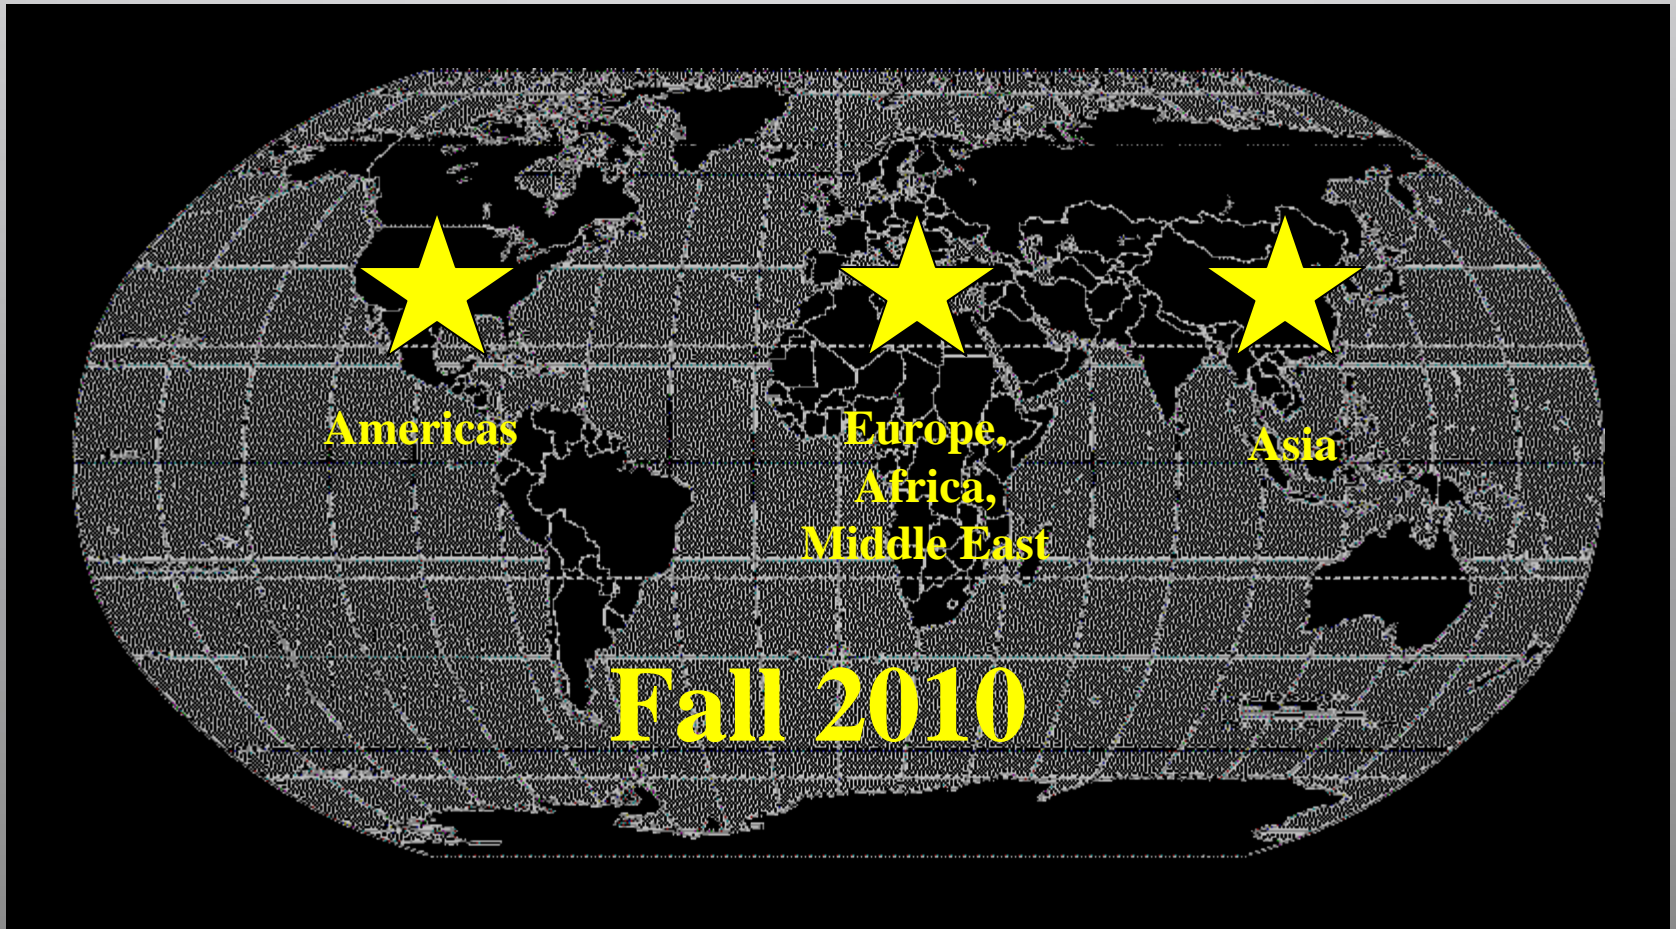 Americas
Europe,
Africa,
Middle East
Asia
Fall 2010